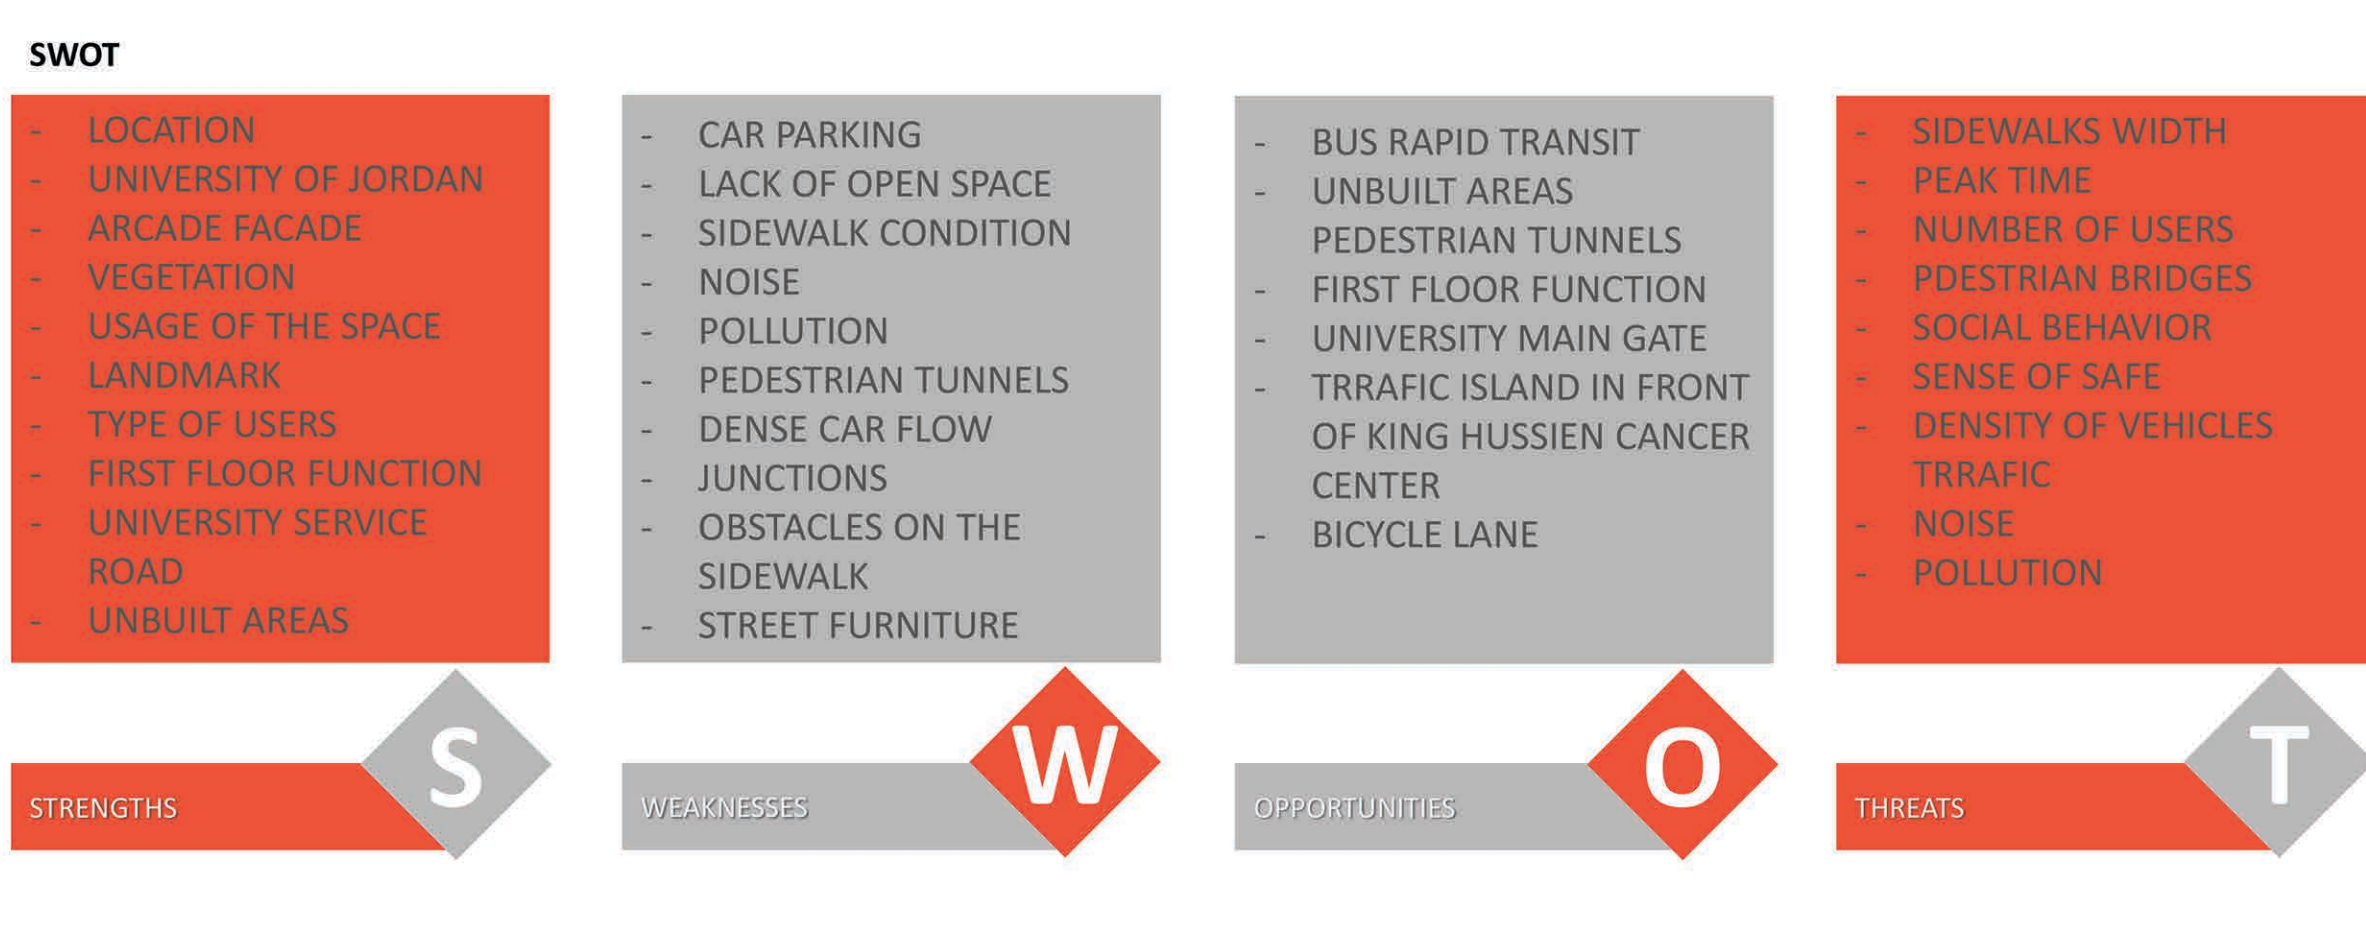 SWOT
- LOCATION
- UNIVERSITY OF JORDAN
- ARCADE FACADE
- VEGETATION
- USAGE OF THE SPACE
- LANDMARK
- TYPE OF USERS
- FIRST FLOOR FUNCTION
- UNIVERSITY SERVICE
ROAD
- UNBUILT AREAS
S
STRENGTHS
- CAR PARKING
- LACK OF OPEN SPACE
- SIDEWALK CONDITION
- NOISE
- POLLUTION
- PEDESTRIAN TUNNELS
- DENSE CAR FLOW
- JUNCTIONS
- OBSTACLES ON THE
SIDEWALK
- STREET FURNITURE
W
WEAKNESSES
- BUS RAPID TRANSIT
- UNBUILT AREAS
PEDESTRIAN TUNNELS
- FIRST FLOOR FUNCTION
- UNIVERSITY MAIN GATE
- TRRAFIC ISLAND IN FRONT
OF KING HUSSIEN CANCER
CENTER
- BICYCLE LANE
O
OPPORTUNITIES
- SIDEWALKS WIDTH
- PEAK TIME
- NUMBER OF USERS
- PDESTRIAN BRIDGES
- SOCIAL BEHAVIOR
- SENSE OF SAFE
- DENSITY OF VEHICLES
TRRAFIC
- NOISE
- POLLUTION
T
THREATS